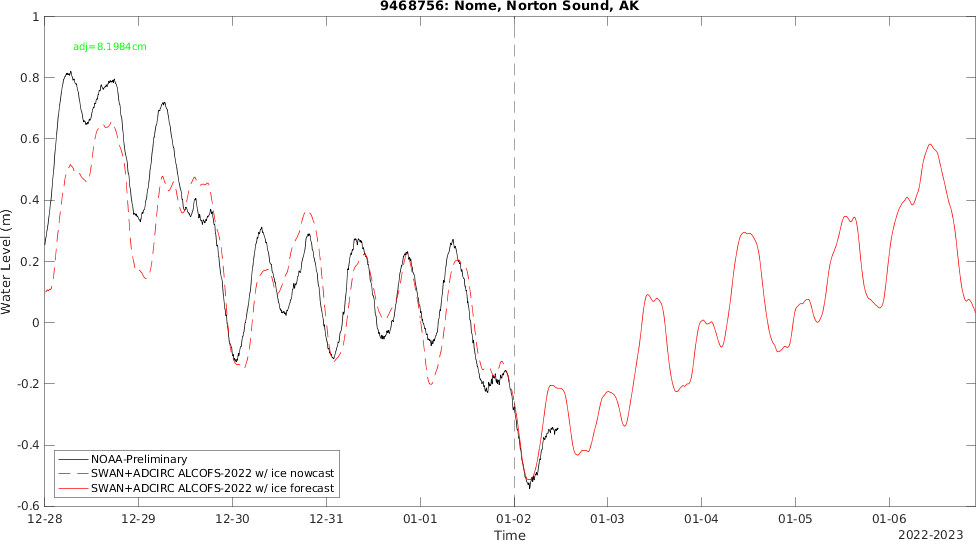 9468756: Nome, Norton Sound, AK
adj=8.1984cm
1
0.8
0.6
0.4
0.2
0
-0.2
-0.4
-0.6
Water Level (m)
NOAA-Preliminary
SWAN+ADCIRC ALCOFS-2022 w/ ice nowcast
SWAN+ADCIRC ALCOFS-2022 w/ ice forecast
12-28 12-29 12-30 12-31 01-01 01-02 01-03 01-04 01-05 01-06
Time
2022-2023